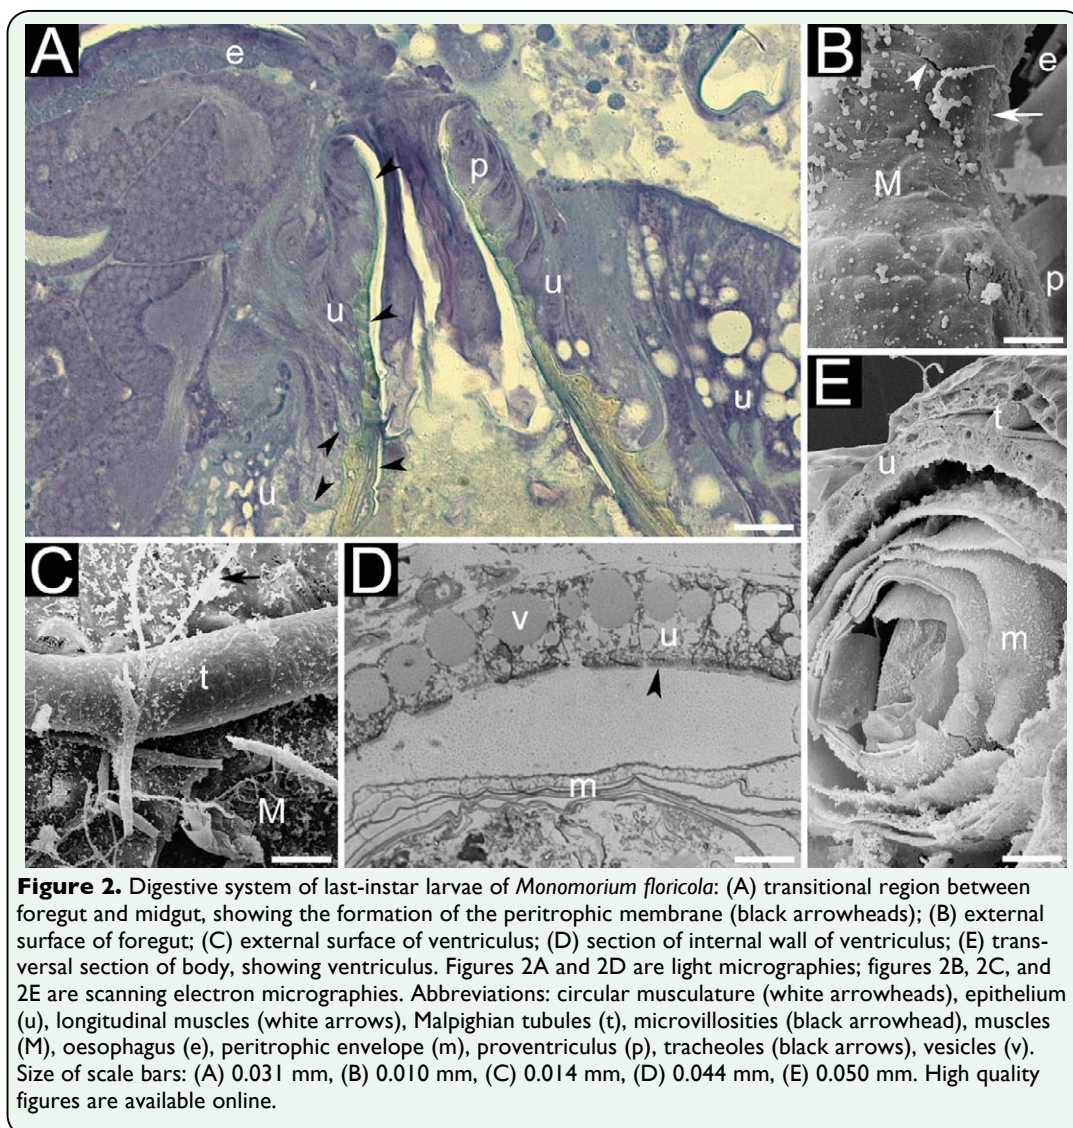 A
e
p
u
u
u
u
B
e
M
p
C
t
M
D
v
u
m
E
t
u
m
Figure 2. Digestive system of last-instar larvae of Monomorium floricola: (A) transitional region between
foregut and midgut, showing the formation of the peritrophic membrane (black arrowheads); (B) external
surface of foregut; (C) external surface of ventriculus; (D) section of internal wall of ventriculus; (E) trans-
versal section of body, showing ventriculus. Figures 2A and 2D are light micrographies; figures 2B, 2C, and
2E are scanning electron micrographies. Abbreviations: circular musculature (white arrowheads), epithelium
(u), longitudinal muscles (white arrows), Malpighian tubules (t), microvillosities (black arrowhead), muscles
(M), oesophagus (e), peritrophic envelope (m), proventriculus (p), tracheoles (black arrows), vesicles (v).
Size of scale bars: (A) 0.031 mm, (B) 0.010 mm, (C) 0.014 mm, (D) 0.044 mm, (E) 0.050 mm. High quality
figures are available online.